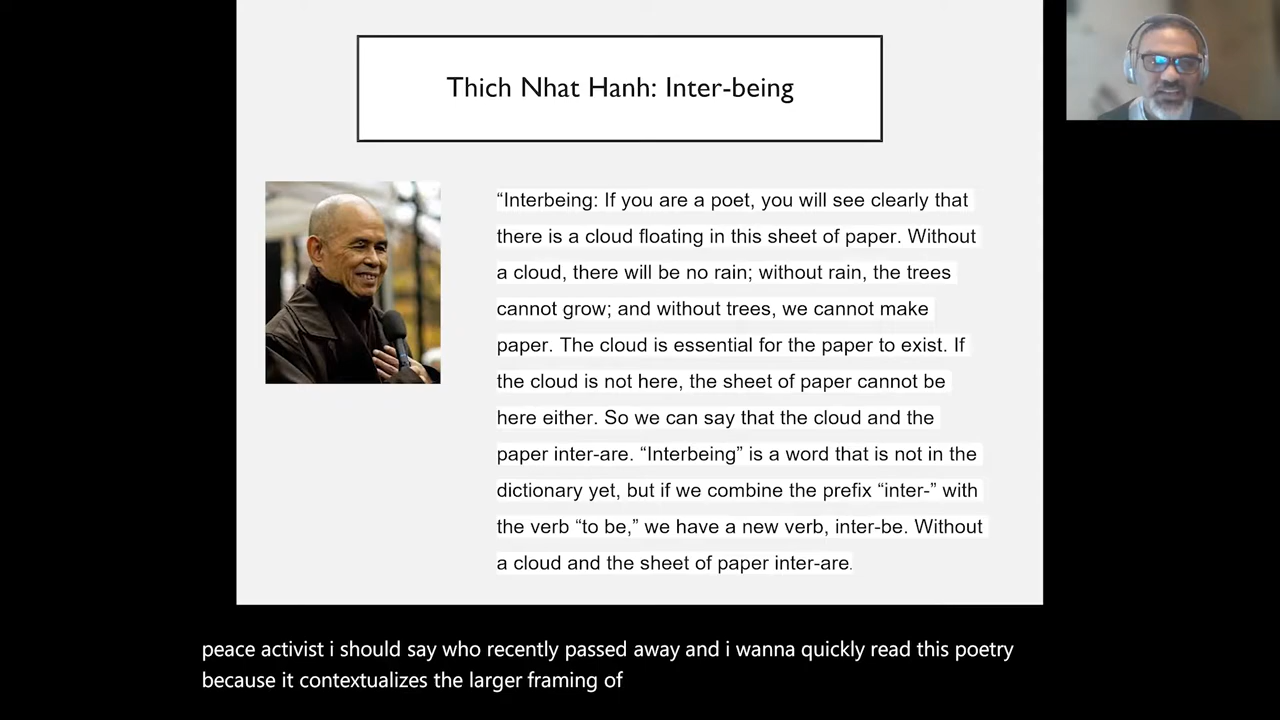 Thich Nhat Hanh: Inter-being
“Interbeing: If you are a poet, you will see clearly that
there is a cloud floating in this sheet of paper. Without
a cloud, there will be no rain; without rain, the trees
cannot grow; and without trees, we cannot make
paper. The cloud is essential for the paper to exist. If
the cloud is not here, the sheet of paper cannot be
here either. So we can say that the cloud and the
paper inter-are. “Interbeing” is a word that is not in the
dictionary yet, but if we combine the prefix “inter-” with
the verb “to be,” we have a new verb, inter-be. Without
a cloud and the sheet of paper inter-are.
peace activist i should say who recently passed away and i wanna quickly read this poetry
because it contextualizes the larger framing of